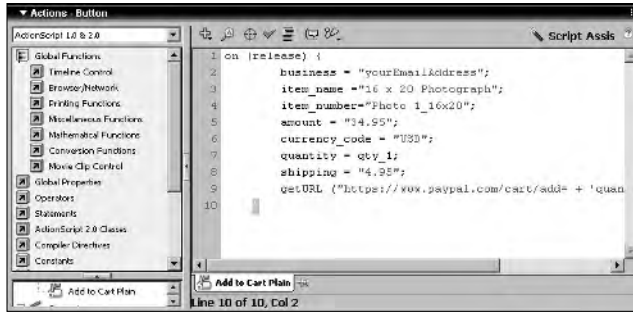 ▼ Actions - Button
ActionScript 1.0 & 2.0
Script Assis
Global Functions
Timeline Control
Browser/Network
Printing Functions
Miscellaneous Functions
Mathematical Functions
Conversion Functions
Movie Clip Control
Global Properties
Operators
Statements
ActionScript 2.0 Classes
Compiler Directives
Constants
Add to Cart Plain
1 on (release) {
2 business = "yourEmailAddress";
3 item_name ="16 x 20 Photograph";
4 item_number="Photo 1_16x20";
5 amount = "34.95";
6 currency_code = "USD";
7 quantity = qty_1;
8 shipping = "4.95";
9 getURL ("https://www.paypal.com/cart/add= + 'quan
10
Add to Cart Plain
Line 10 of 10, Col 2